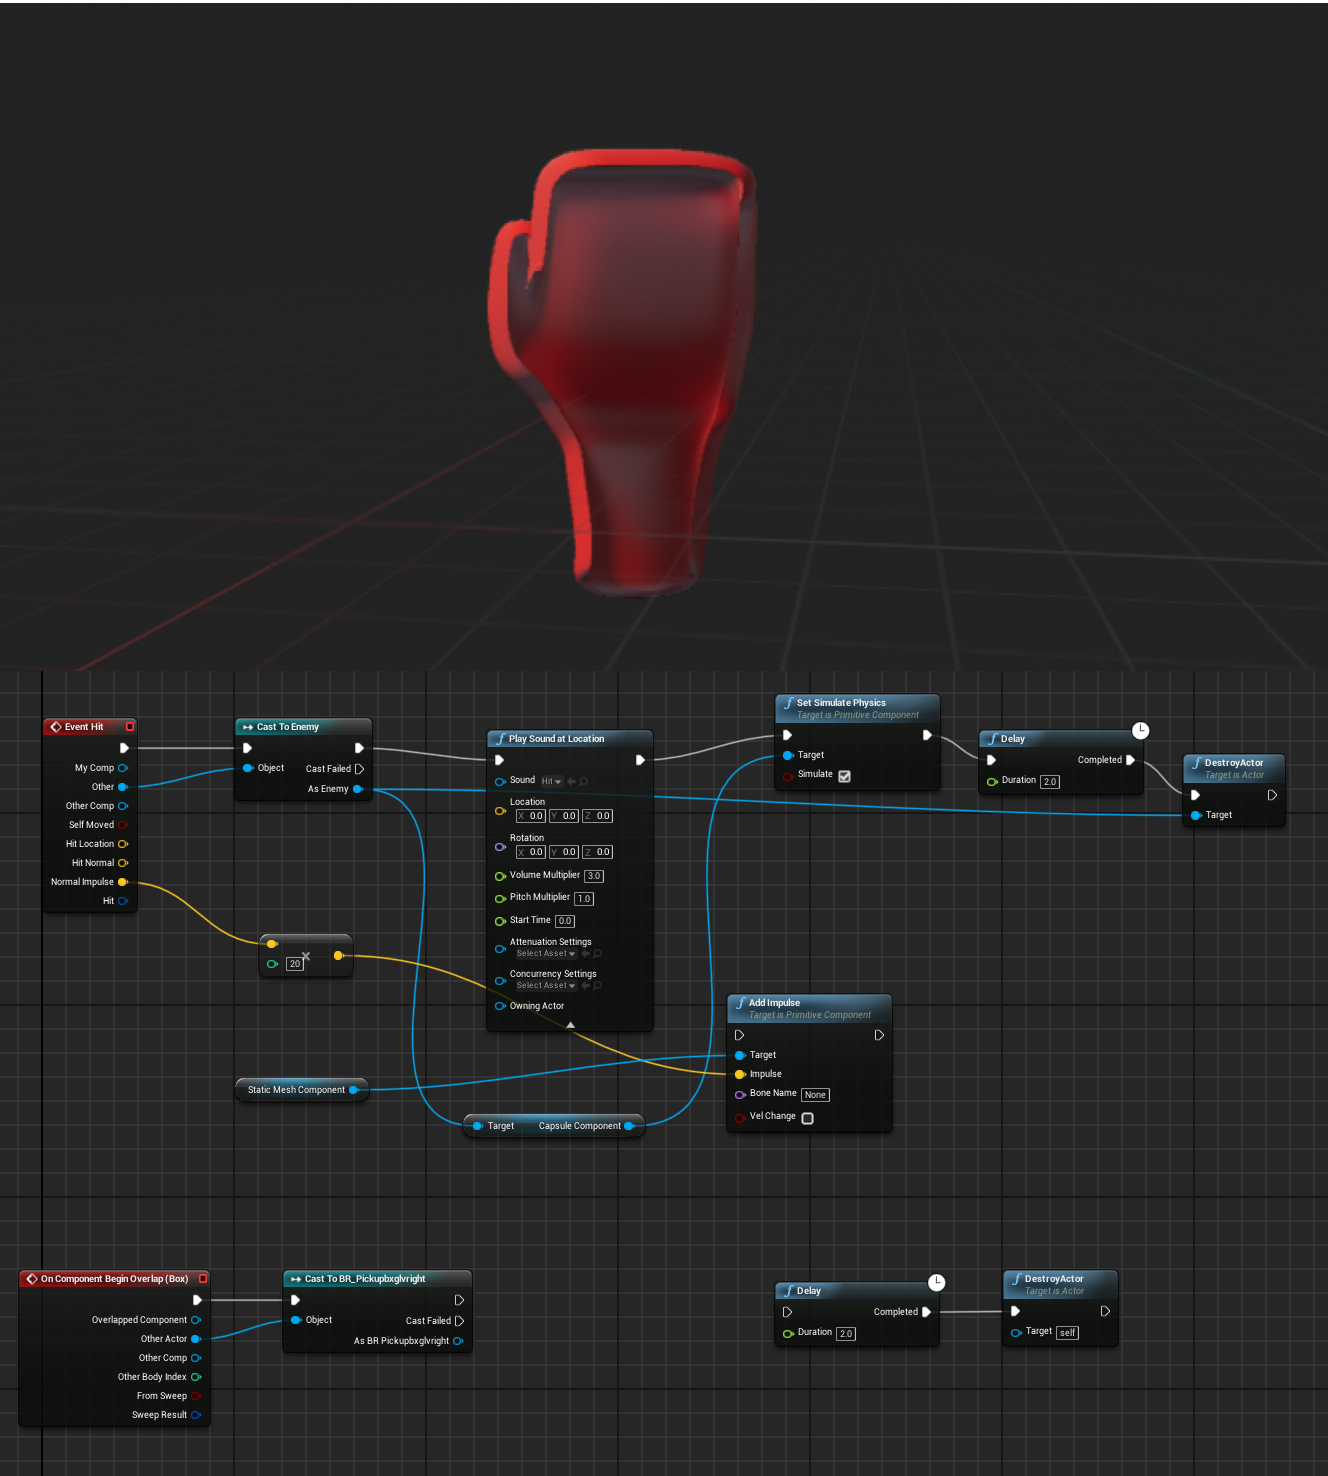 Event Hit
My Comp
Other
Other Comp
Self Moved
Hit Location
Hit Normal
Normal Impulse
Hit
Cast To Enemy
Object
Cast Failed
As Enemy
20
Static Mesh Component
Play Sound at Location
Sound Hit
Location
X 0.0 Y 0.0 Z 0.0
Rotation
X 0.0 Y 0.0 Z 0.0
Volume Multiplier 3.0
Pitch Multiplier 1.0
Start Time 0.0
Attenuation Settings
Select Asset
Concurrency Settings
Select Asset
Owning Actor
Target Capsule Component
Set Simulate Physics
Target is Primitive Component
Target
Simulate
Delay
Completed
Duration 2.0
DestroyActor
Target is Actor
Target
Add Impulse
Target is Primitive Component
Target
Impulse
Bone Name None
Vel Change
On Component Begin Overlap (Box)
Overlapped Component
Other Actor
Other Comp
Other Body Index
From Sweep
Sweep Result
Cast To BR_Pickupbxglvright
Object
Cast Failed
As BR Pickupbxglvright
Delay
Completed
Duration 2.0
DestroyActor
Target is Actor
Target self